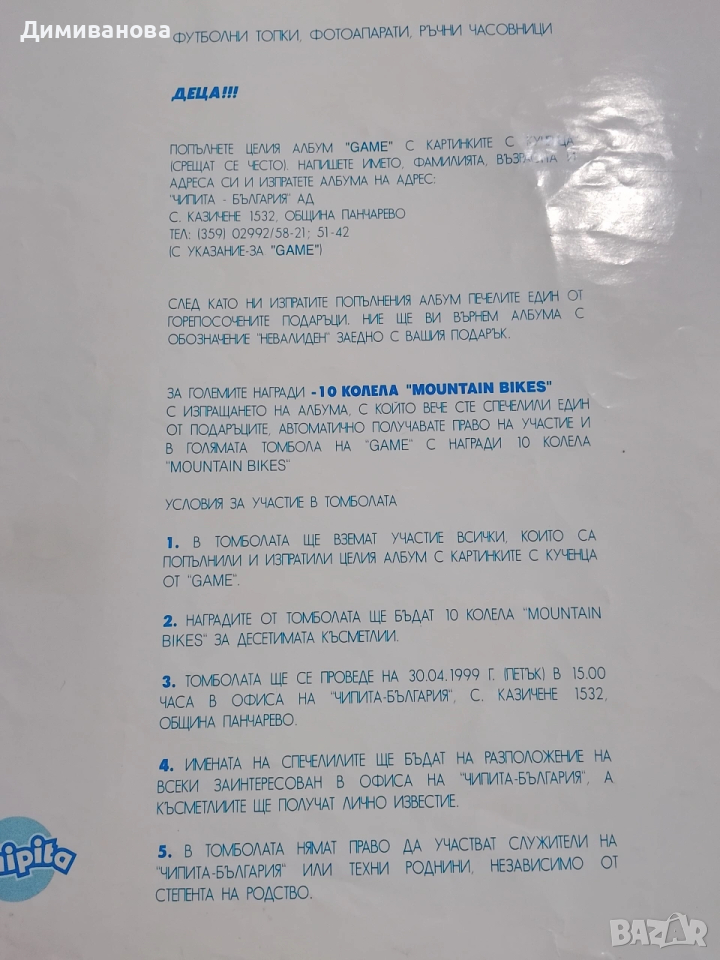 Димиванова
ФУТБОЛНИ ТОПКИ, ФОТОАПАРАТИ, РЪЧНИ ЧАСОВНИЦИ
ДЕЦА!!!
ПОПЪЛНЕТЕ ЦЕЛИЯ АЛБУМ "GAME" С КАРТИНКИТЕ С КУЧЕНЦА
(СРЕЩАТ СЕ ЧЕСТО). НАПИШЕТЕ ИМЕТО, ФАМИЛИЯТА, ВЪЗРАСТТА И
АДРЕСА СИ И ИЗПРАТЕТЕ АЛБУМА НА АДРЕС:
"ЧИПИТА - БЪЛГАРИЯ" АД
С. КАЗИЧЕНЕ 1532, ОБЩИНА ПАНЧАРЕВО
ТЕЛ: (359) 02992/58-21; 51-42
(С УКАЗАНИЕ-ЗА "GAME")
СЛЕД КАТО НИ ИЗПРАТИТЕ ПОПЪЛНЕНИЯ АЛБУМ ПЕЧЕЛИТЕ ЕДИН ОТ
ГОРЕПОСОЧЕНИТЕ ПОДАРЪЦИ. НИЕ ЩЕ ВИ ВЪРНЕМ АЛБУМА С
ОБОЗНАЧЕНИЕ "НЕВАЛИДЕН" ЗАЕДНО С ВАШИЯ ПОДАРЪК.
ЗА ГОЛЕМИТЕ НАГРАДИ -10 КОЛЕЛА "MOUNTAIN BIKES"
С ИЗПРАЩАНЕТО НА АЛБУМА, С КОЙТО ВЕЧЕ СТЕ СПЕЧЕЛИЛИ ЕДИН
ОТ ПОДАРЪЦИТЕ, АВТОМАТИЧНО ПОЛУЧАВАТЕ ПРАВО НА УЧАСТИЕ И
В ГОЛЯМАТА ТОМБОЛА НА "GAME" С НАГРАДИ 10 КОЛЕЛА
"MOUNTAIN BIKES"
УСЛОВИЯ ЗА УЧАСТИЕ В ТОМБОЛАТА
1. В ТОМБОЛАТА ЩЕ ВЗЕМАТ УЧАСТИЕ ВСИЧКИ, КОИТО СА
ПОПЪЛНИЛИ И ИЗПРАТИЛИ ЦЕЛИЯ АЛБУМ С КАРТИНКИТЕ С КУЧЕНЦА
ОТ "GAME".
2. НАГРАДИТЕ ОТ ТОМБОЛАТА ЩЕ БЪДАТ 10 КОЛЕЛА "MOUNTAIN
BIKES" ЗА ДЕСЕТИМАТА КЪСМЕТЛИИ.
3. ТОМБОЛАТА ЩЕ СЕ ПРОВЕДЕ НА 30.04.1999 Г. (ПЕТЪК) В 15.00
ЧАСА В ОФИСА НА "ЧИПИТА-БЪЛГАРИЯ", С. КАЗИЧЕНЕ 1532,
ОБЩИНА ПАНЧАРЕВО.
4. ИМЕНАТА НА СПЕЧЕЛИЛИТЕ ЩЕ БЪДАТ НА РАЗПОЛОЖЕНИЕ НА
ВСЕКИ ЗАИНТЕРЕСОВАН В ОФИСА НА "ЧИПИТА-БЪЛГАРИЯ", А
КЪСМЕТЛИИТЕ ЩЕ ПОЛУЧАТ ЛИЧНО ИЗВЕСТИЕ.
5. В ТОМБОЛАТА НЯМАТ ПРАВО ДА УЧАСТВАТ СЛУЖИТЕЛИ НА
"ЧИПИТА-БЪЛГАРИЯ" ИЛИ ТЕХНИ РОДНИНИ, НЕЗАВИСИМО ОТ
СТЕПЕНТА НА РОДСТВО.
hipita
BAZAR